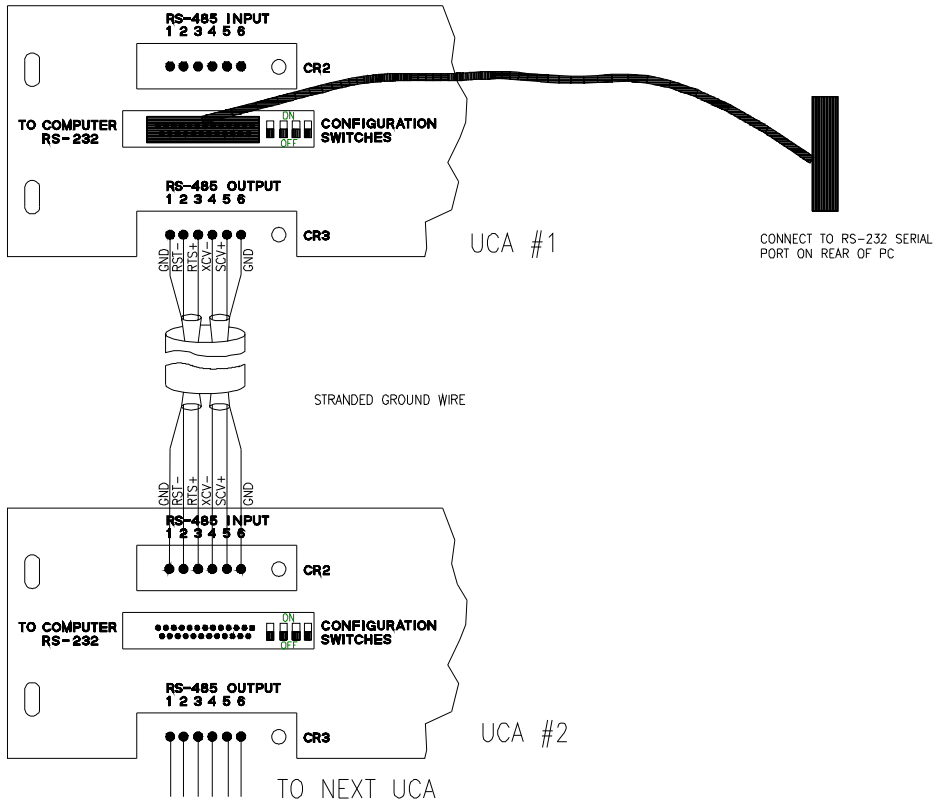 RS-485 INPUT
1 2 3 4 5 6
CR2
TO COMPUTER
RS-232
ON
OFF
CONFIGURATION
SWITCHES
RS-485 OUTPUT
1 2 3 4 5 6
CR3
GND
RST-
RTS+
XCV-
SCV+
GND
UCA #1
CONNECT TO RS-232 SERIAL
PORT ON REAR OF PC
STRANDED GROUND WIRE
GND
RST-
RTS+
XCV-
SCV+
GND
RS-485 INPUT
1 2 3 4 5 6
CR2
TO COMPUTER
RS-232
ON
OFF
CONFIGURATION
SWITCHES
RS-485 OUTPUT
1 2 3 4 5 6
CR3
UCA #2
TO NEXT UCA